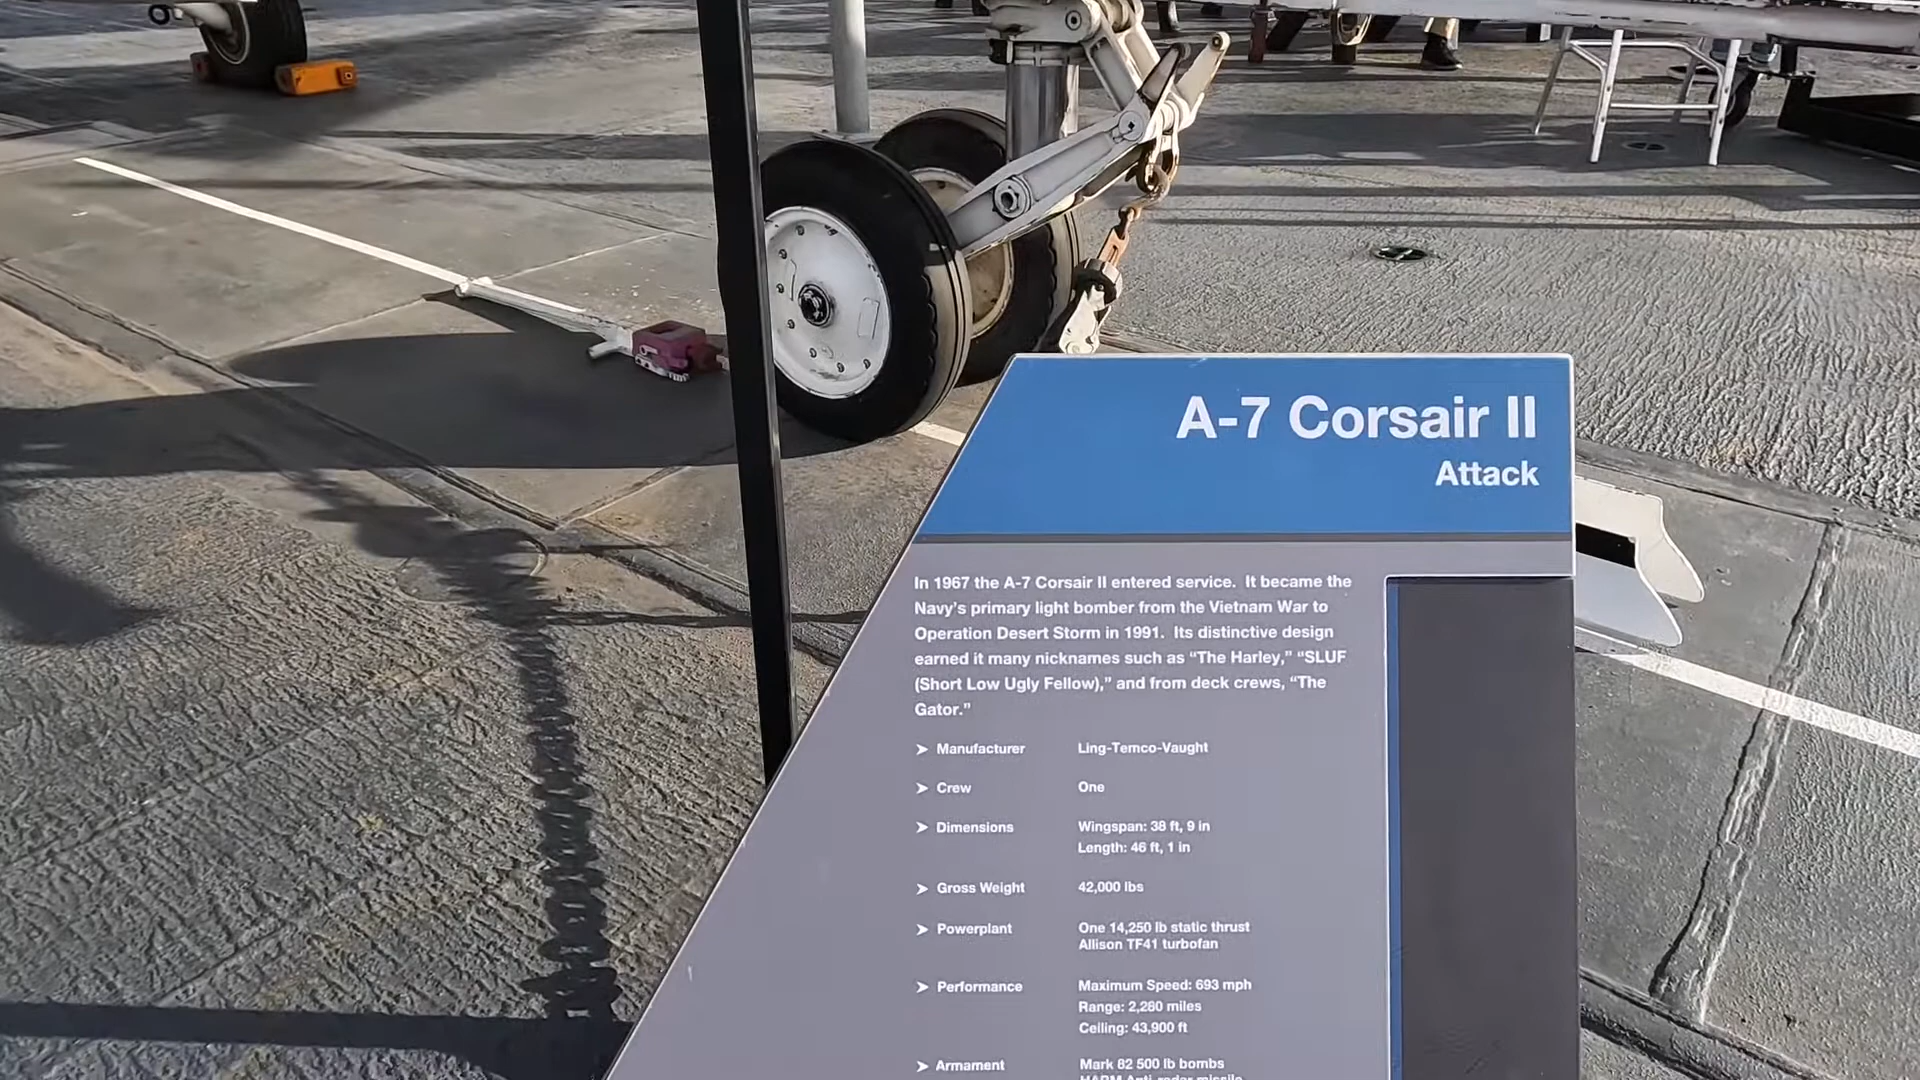 A-7 Corsair II
Attack
In 1967 the A-7 Corsair II entered service. It became the
Navy's primary light bomber from the Vietnam War to
Operation Desert Storm in 1991. Its distinctive design
earned it many nicknames such as “The Harley,” “SLUF
(Short Low Ugly Fellow),” and from deck crews, “The
Gator.”
➤ Manufacturer Ling-Temco-Vaught
➤ Crew One
➤ Dimensions Wingspan: 38 ft, 9 in
Length: 46 ft, 1 in
➤ Gross Weight 42,000 lbs
➤ Powerplant One 14,250 lb static thrust
Allison TF41 turbofan
➤ Performance Maximum Speed: 693 mph
Range: 2,280 miles
Ceiling: 43,900 ft
➤ Armament Mark 82 500 lb bombs
HARM Anti-radar missile